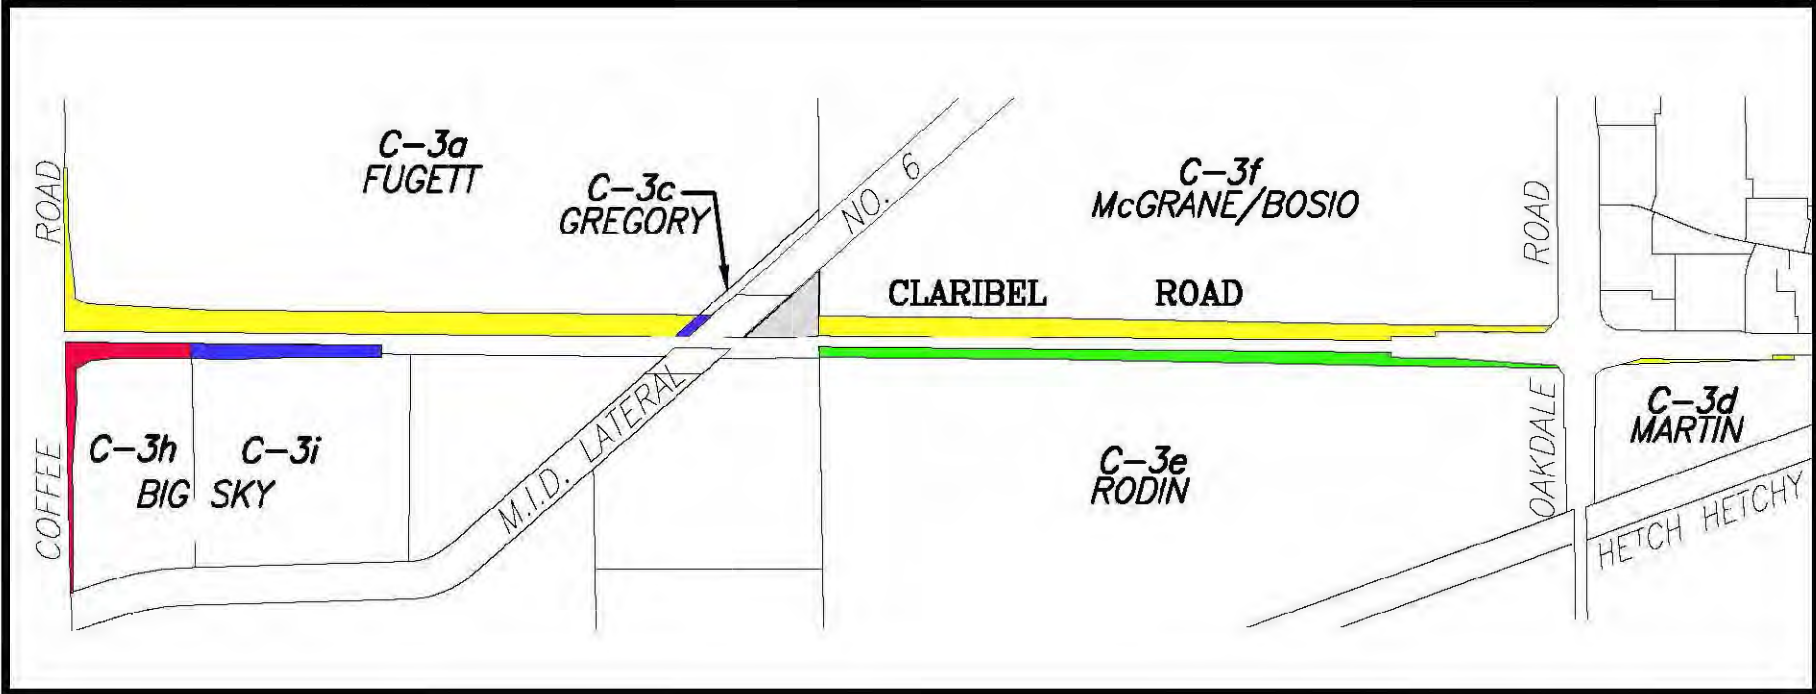 C-3a
FUGETT
C-3c
GREGORY
NO. 6
C-3f
McGRANE/BOSIO
ROAD
ROAD
CLARIBEL ROAD
C-3h C-3i
BIG SKY
COFFEE
M.I.D. LATERAL
C-3e
RODIN
OAKDALE
C-3d
MARTIN
HETCH HETCHY